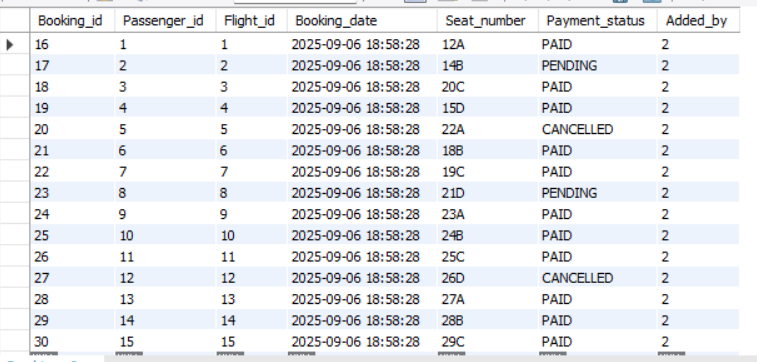 Booking_id Passenger_id Flight_id Booking_date Seat_number Payment_status Added_by
16 1 1 2025-09-06 18:58:28 12A PAID 2
17 2 2 2025-09-06 18:58:28 14B PENDING 2
18 3 3 2025-09-06 18:58:28 20C PAID 2
19 4 4 2025-09-06 18:58:28 15D PAID 2
20 5 5 2025-09-06 18:58:28 22A CANCELLED 2
21 6 6 2025-09-06 18:58:28 18B PAID 2
22 7 7 2025-09-06 18:58:28 19C PAID 2
23 8 8 2025-09-06 18:58:28 21D PENDING 2
24 9 9 2025-09-06 18:58:28 23A PAID 2
25 10 10 2025-09-06 18:58:28 24B PAID 2
26 11 11 2025-09-06 18:58:28 25C PAID 2
27 12 12 2025-09-06 18:58:28 26D CANCELLED 2
28 13 13 2025-09-06 18:58:28 27A PAID 2
29 14 14 2025-09-06 18:58:28 28B PAID 2
30 15 15 2025-09-06 18:58:28 29C PAID 2